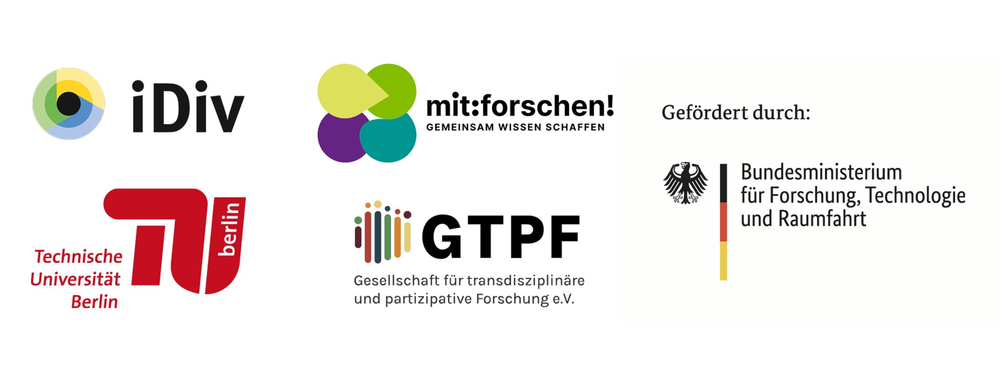 iDiv
mit:forschen!
GEMEINSAM WISSEN SCHAFFEN
Gefördert durch:
Bundesministerium
für Forschung, Technologie
und Raumfahrt
berlin
Technische
Universität
Berlin
GTPF
Gesellschaft für transdisziplinäre
und partizipative Forschung e.V.